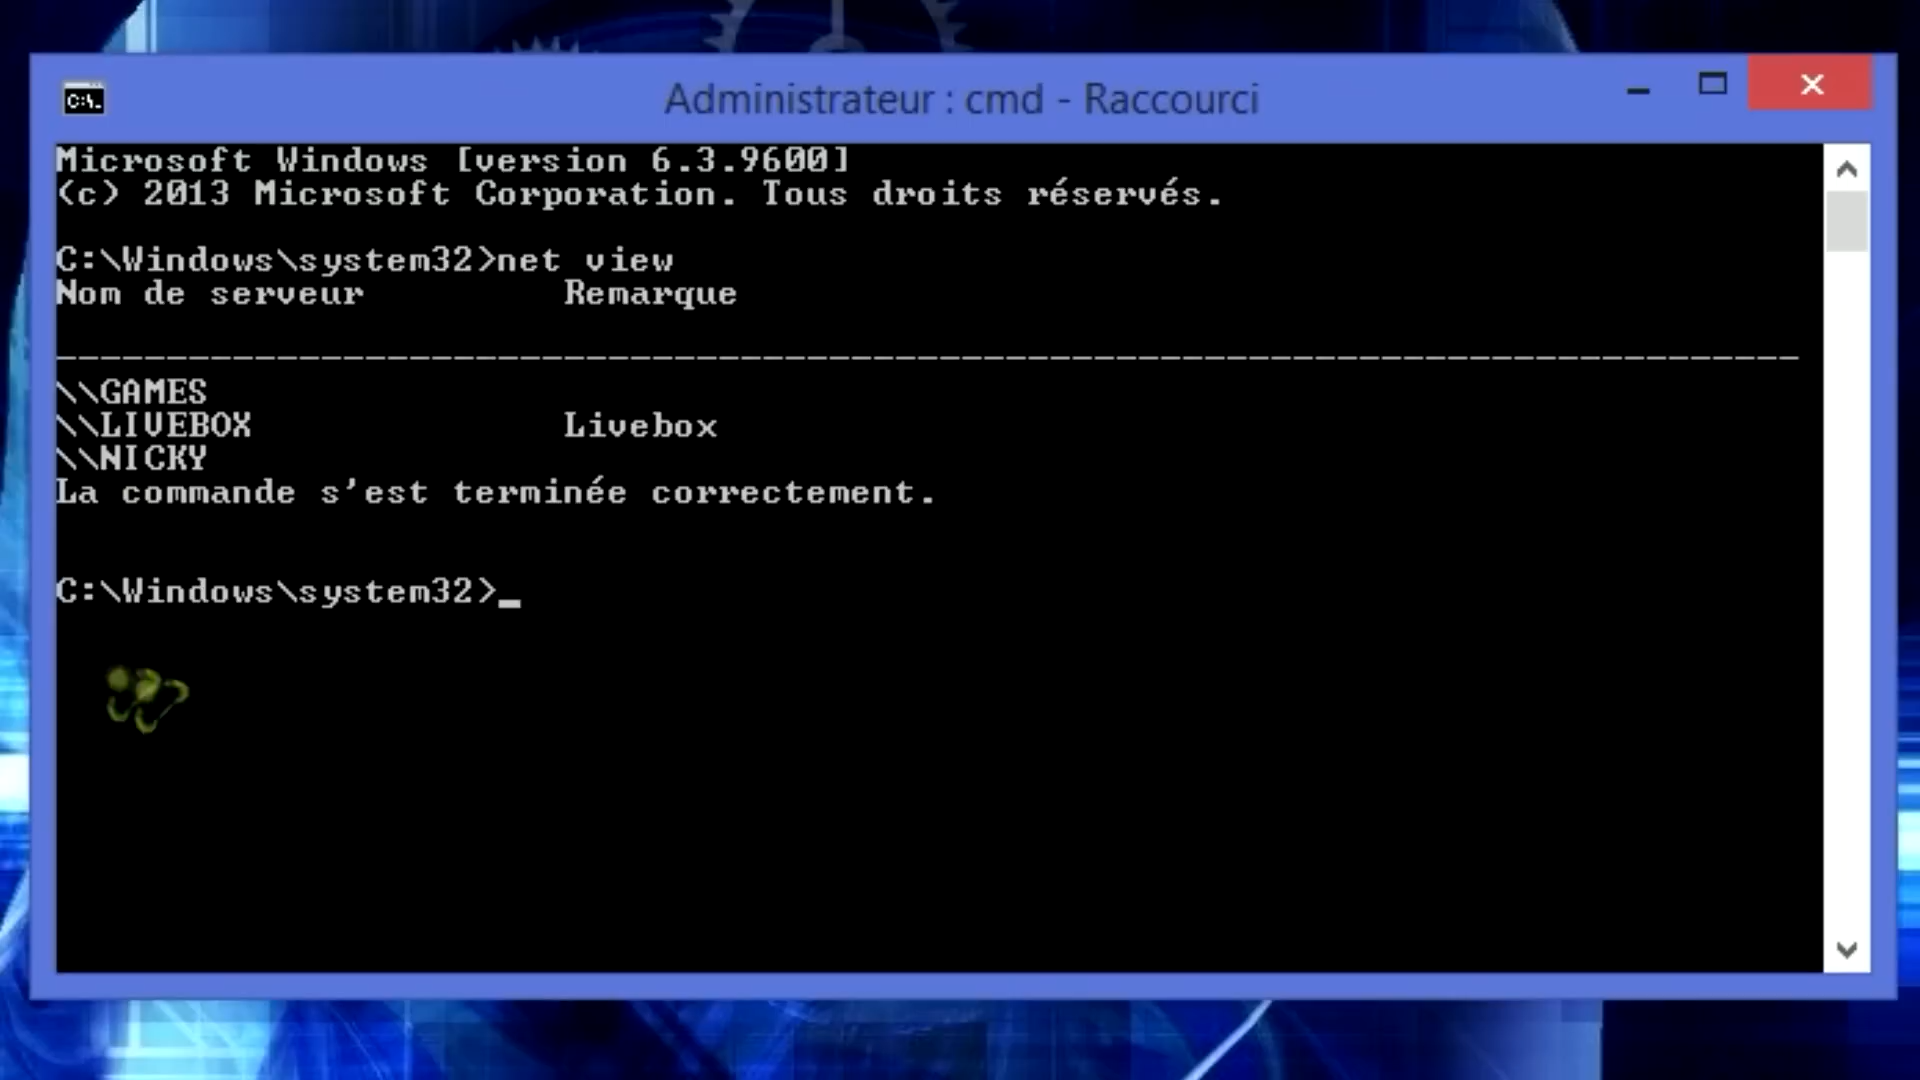 Administrateur : cmd - Raccourci
Microsoft Windows [version 6.3.9600]
(c) 2013 Microsoft Corporation. Tous droits réservés.
C:\Windows\system32>net view
Nom de serveur Remarque
-------------------------------------------------------------------------------
\\GAMES
\\LIVEBOX Livebox
\\NICKY
La commande s'est terminée correctement.
C:\Windows\system32>_